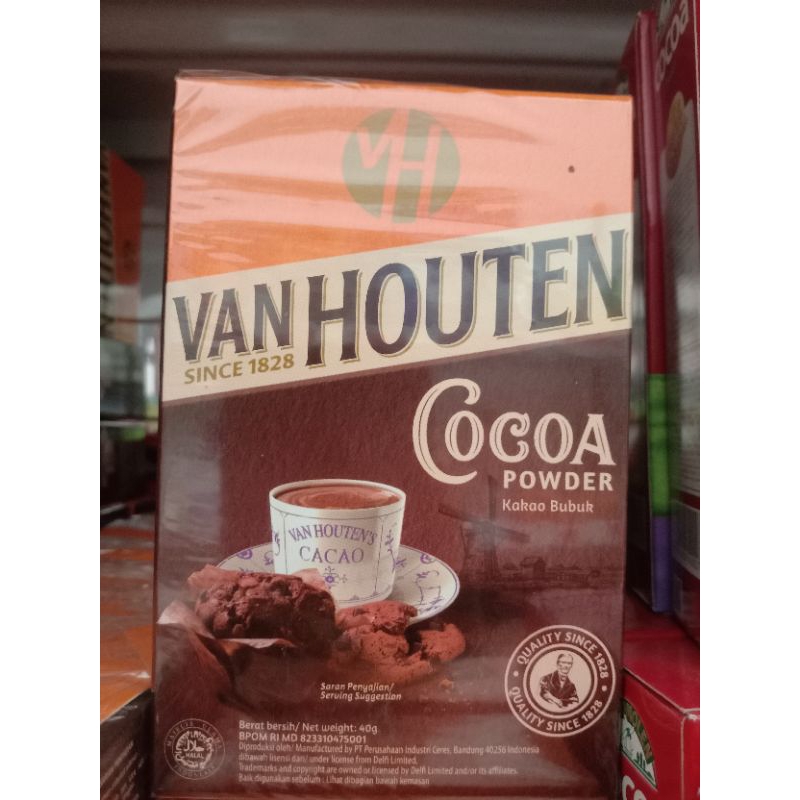 VH
VAN HOUTEN
SINCE 1828
COCOA
POWDER
Kakao Bubuk
VAN HOUTEN'S
CACAO
QUALITY SINCE 1828
QUALITY SINCE 1828
Saran Penyajian/
Serving Suggestion
Berat bersih/ Net weight: 40g
BPOM RI MD 823310475001
Diproduksi oleh/ Manufactured by PT Perusahaan Industri Ceres, Bandung 40256 Indonesia
dibawah lisensi dari/ under license from Delfi Limited.
Trademarks and copyright are owned or licensed by Delfi Limited and/or its affiliates.
Baik digunakan sebelum : Lihat dibagian bawah kemasan
HALAL
cocoa